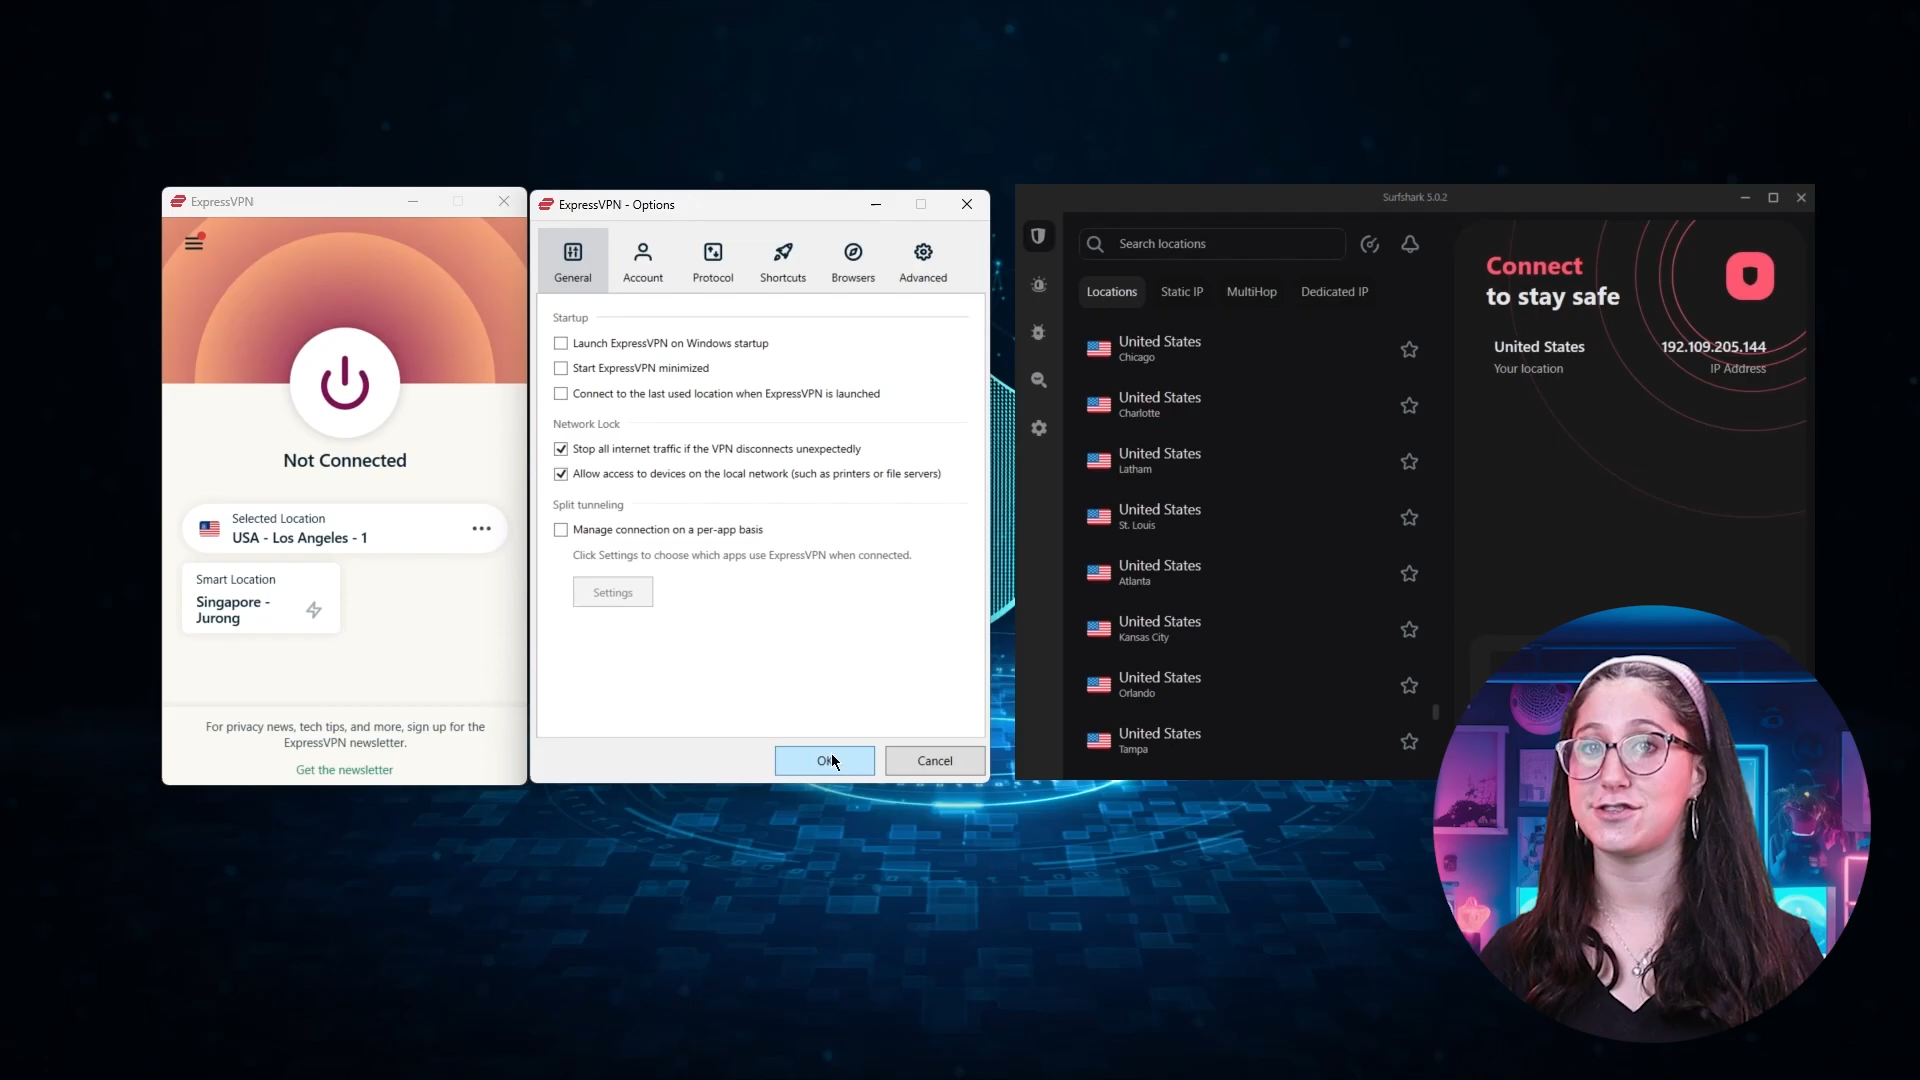 ExpressVPN
Not Connected
Selected Location
USA - Los Angeles - 1
Smart Location
Singapore -
Jurong
For privacy news, tech tips, and more, sign up for the
ExpressVPN newsletter.
Get the newsletter
ExpressVPN - Options
General
Account
Protocol
Shortcuts
Browsers
Advanced
Startup
Launch ExpressVPN on Windows startup
Start ExpressVPN minimized
Connect to the last used location when ExpressVPN is launched
Network Lock
Stop all internet traffic if the VPN disconnects unexpectedly
Allow access to devices on the local network (such as printers or file servers)
Split tunneling
Manage connection on a per-app basis
Click Settings to choose which apps use ExpressVPN when connected.
Settings
OK
Cancel
Surfshark 5.0.2
Search locations
Locations
Static IP
MultiHop
Dedicated IP
United States
Chicago
United States
Charlotte
United States
Latham
United States
St. Louis
United States
Atlanta
United States
Kansas City
United States
Orlando
United States
Tampa
Connect
to stay safe
United States
192.109.205.144
Your location
IP Address